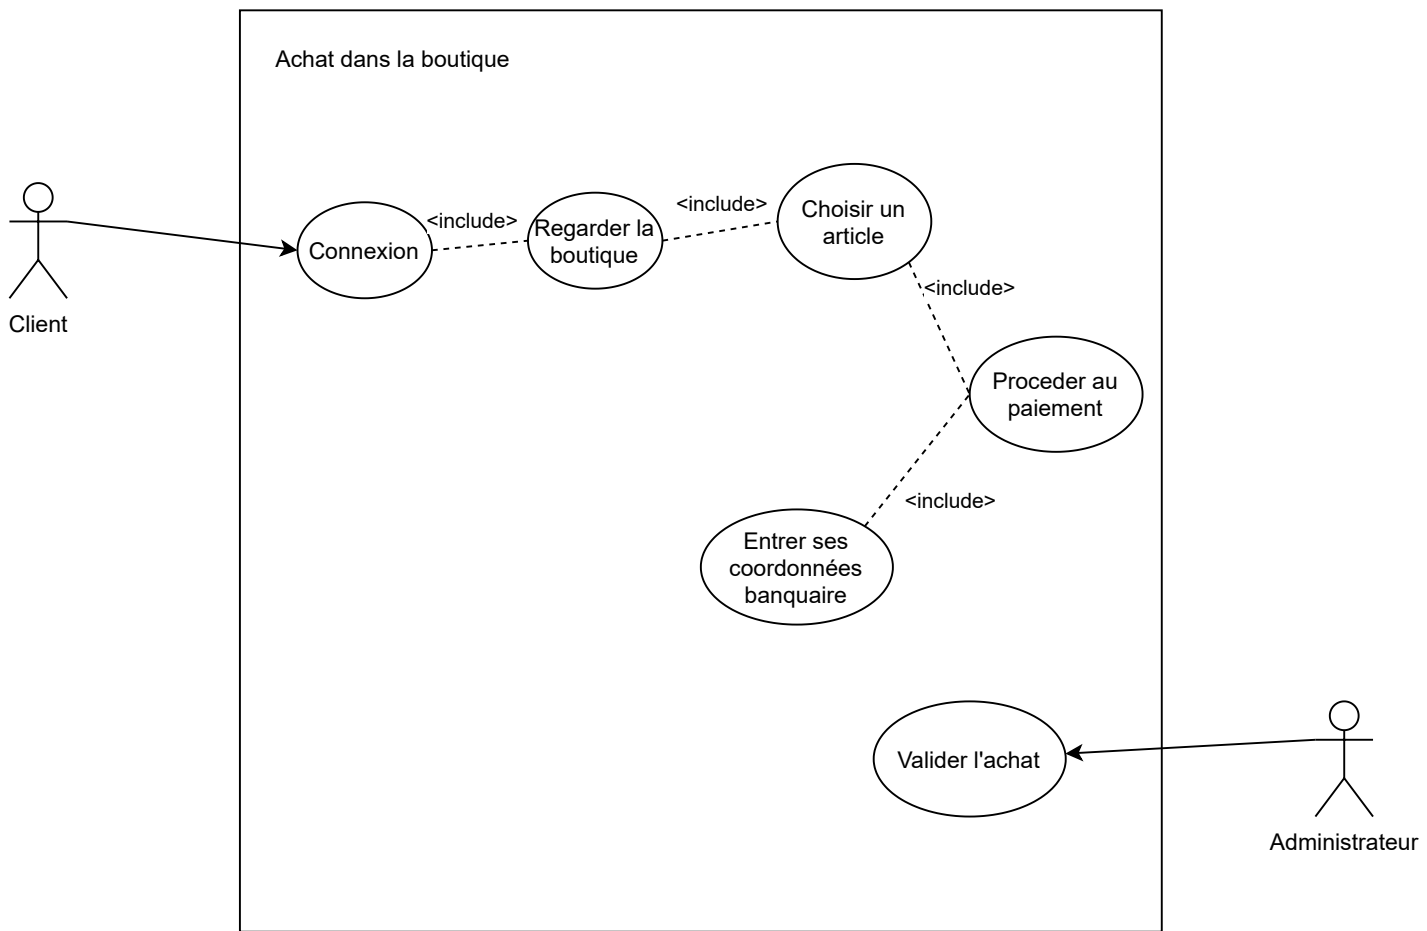 Achat dans la boutique
Client
Connexion
<include>
Regarder la
boutique
<include>
Choisir un
article
<include>
Proceder au
paiement
<include>
Entrer ses
coordonnées
banquaire
Valider l'achat
Administrateur